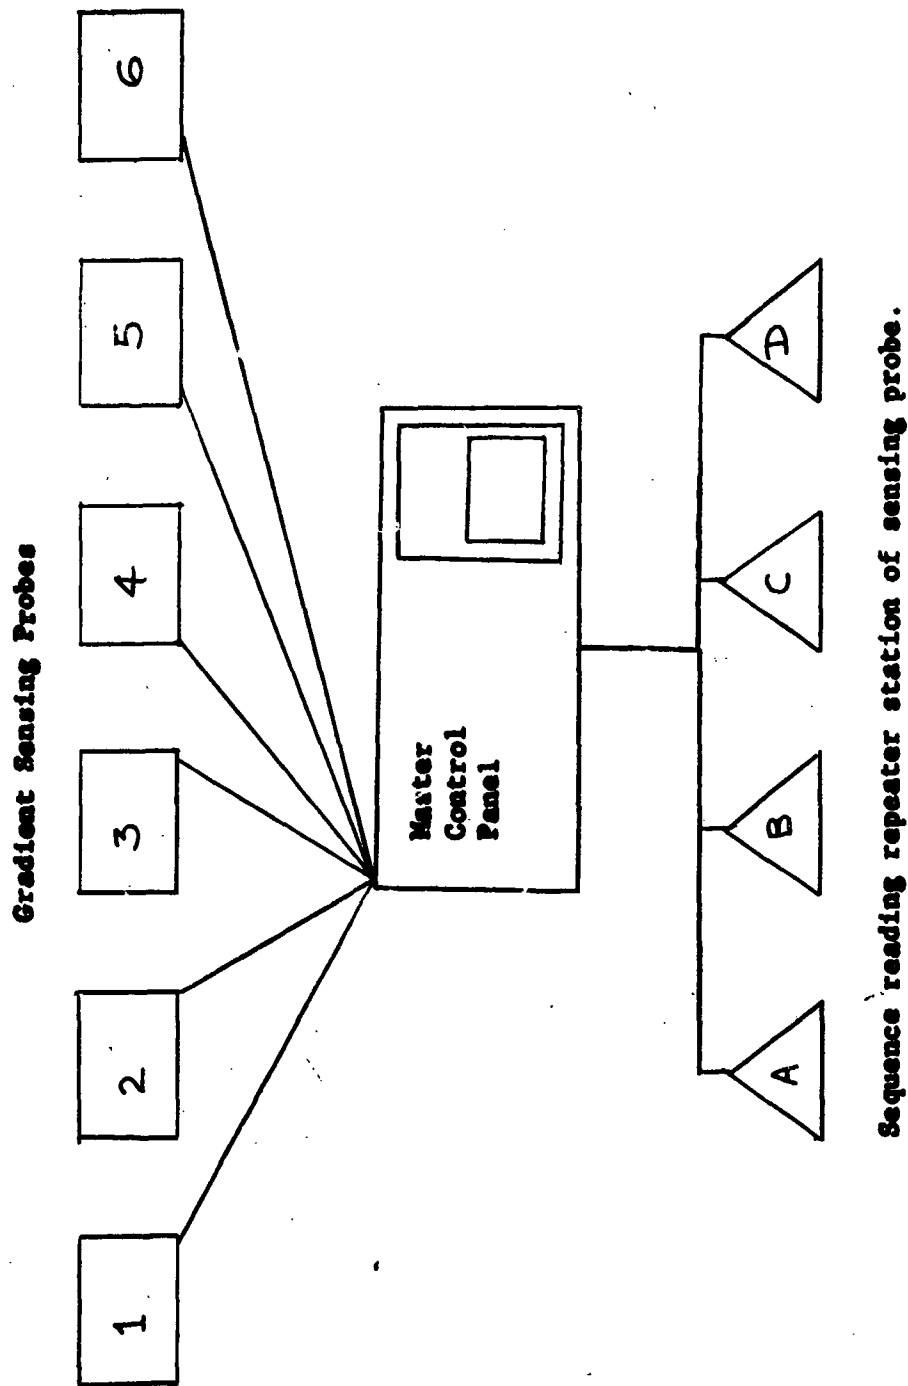 Gradient Sensing Probes
1
2
3
4
5
6
Master
Control
Panel
A
B
C
D
Sequence reading repeater station of sensing probe.